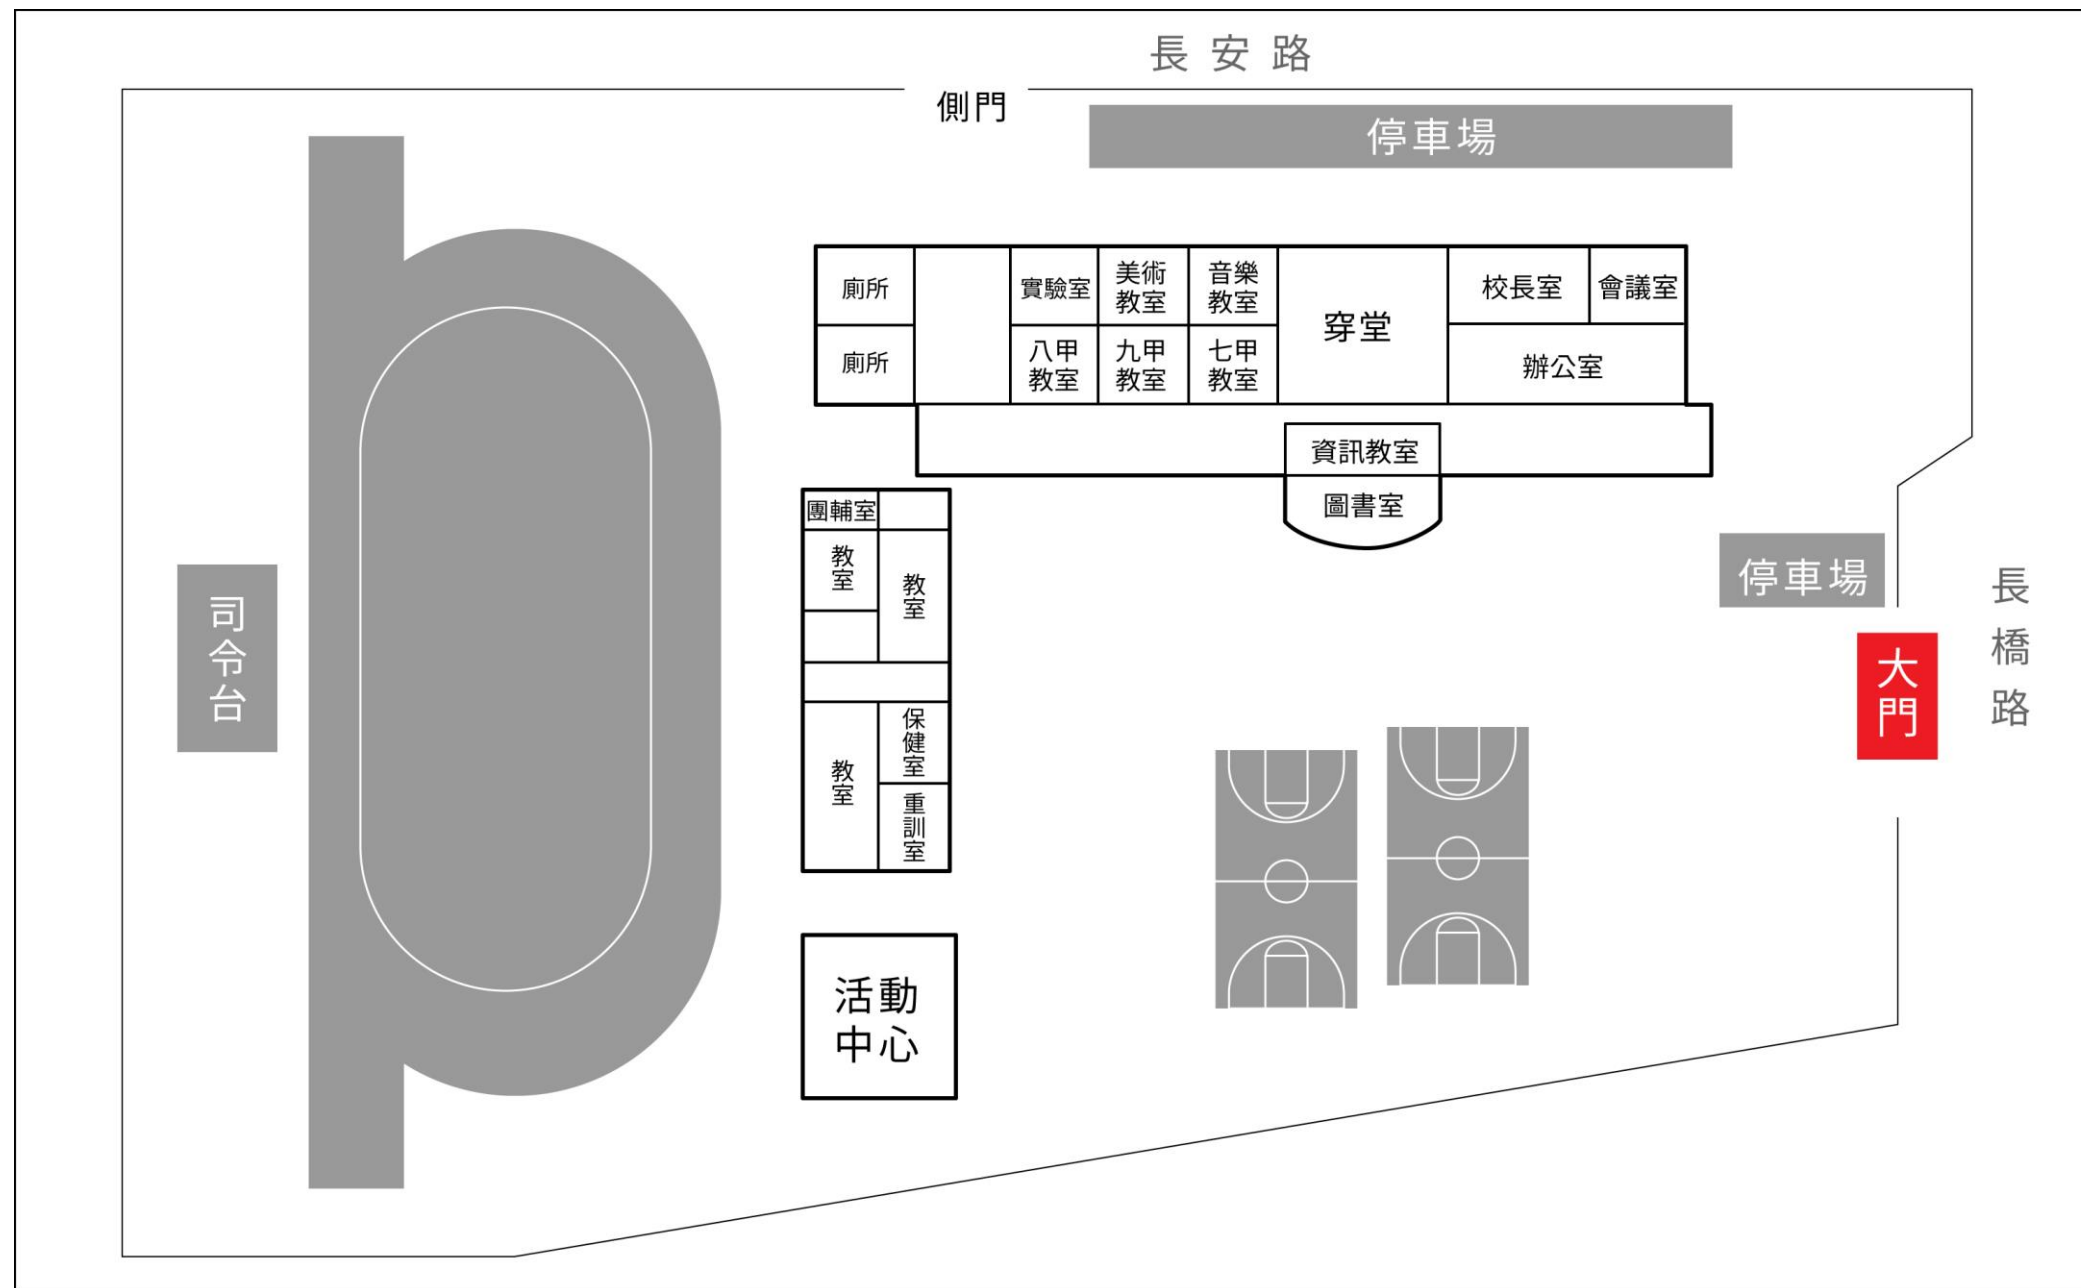 長安路
側門
停車場
廁所
實驗室
美術
教室
音樂
教室
穿堂
校長室
會議室
廁所
八甲
教室
九甲
教室
七甲
教室
辦公室
資訊教室
圖書室
團輔室
教室
教室
停車場
司令台
長橋路
大門
教室
保健室
重訓室
活動
中心